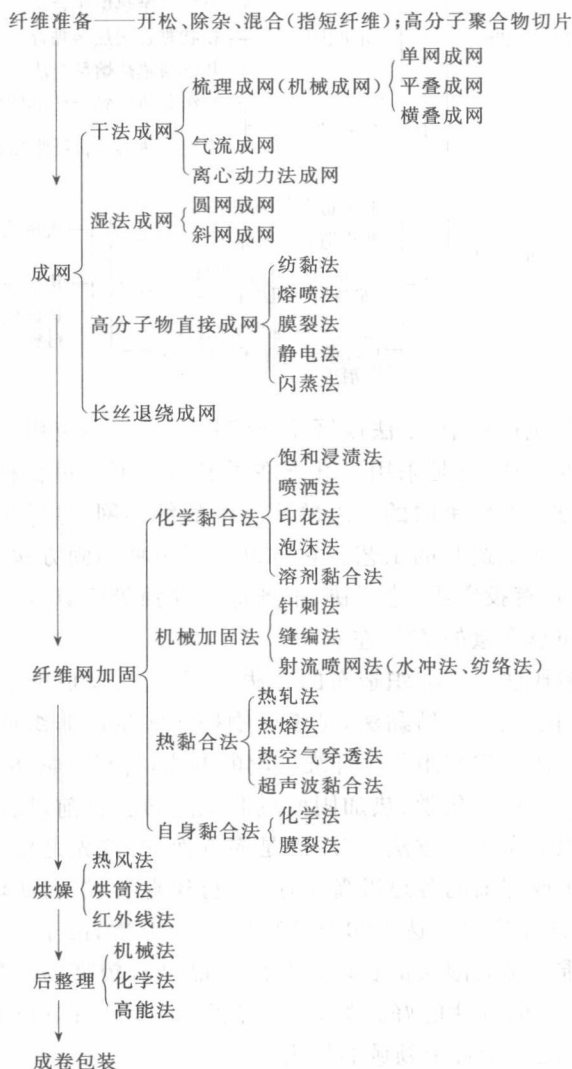 纤维准备——开松、除杂、混合(指短纤维);高分子聚合物切片
单网成网
梳理成网(机械成网)
平叠成网
横叠成网
干法成网
气流成网
离心动力法成网
圆网成网
湿法成网
斜网成网
成网
纺黏法
熔喷法
高分子物直接成网
膜裂法
静电法
闪蒸法
长丝退绕成网
饱和浸渍法
喷洒法
化学黏合法
印花法
泡沫法
溶剂黏合法
针刺法
机械加固法
缝编法
射流喷网法(水冲法、纺络法)
纤维网加固
热乳法
热熔法
热黏合法
热空气穿透法
超声波黏合法
化学法
自身黏合法
膜裂法
热风法
烘燥
烘筒法
红外线法
机械法
后整理
化学法
高能法
成卷包装